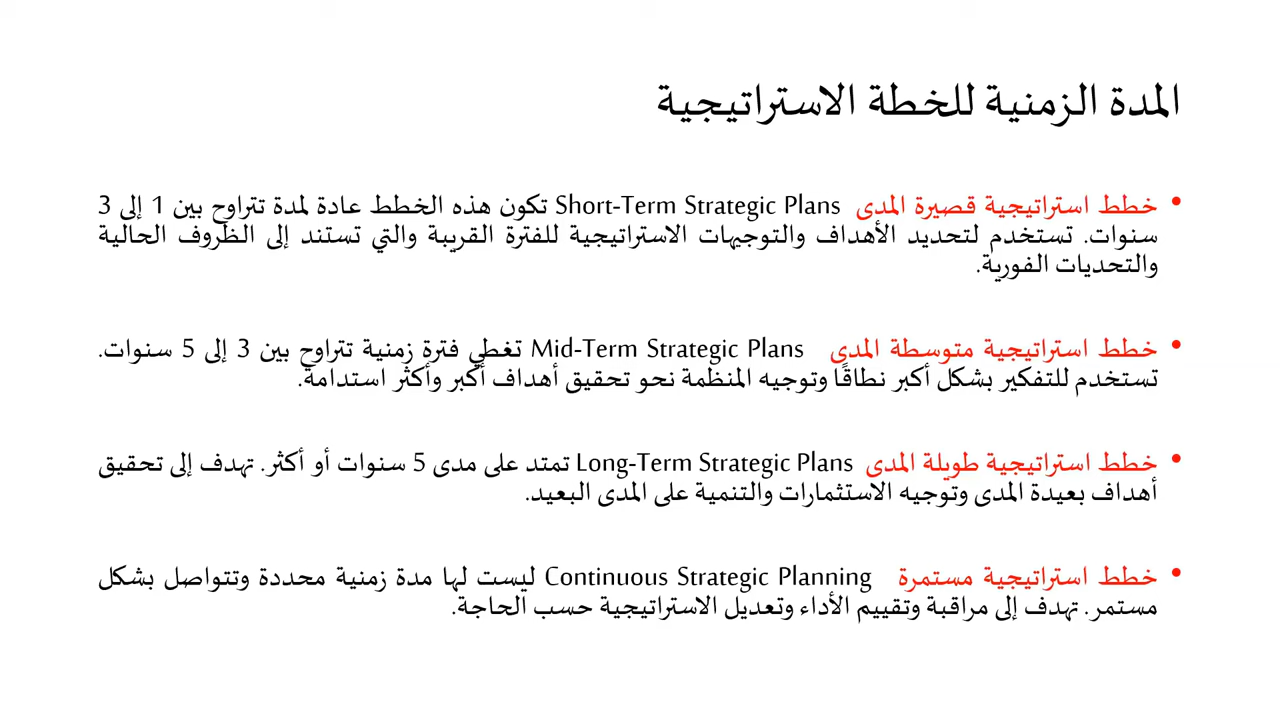 المدة الزمنية للخطة الاستراتيجية
• خطط استراتيجية قصيرة المدى Short-Term Strategic Plans تكون هذه الخطط عادة لمدة تتراوح بين 1 إلى 3
سنوات. تستخدم لتحديد الأهداف والتوجيهات الاستراتيجية للفترة القريبة والتي تستند إلى الظروف الحالية
والتحديات الفورية.
• خطط استراتيجية متوسطة المدى Mid-Term Strategic Plans تغطي فترة زمنية تتراوح بين 3 إلى 5 سنوات.
تستخدم للتفكير بشكل أكبر نطاقًا وتوجيه المنظمة نحو تحقيق أهداف أكبر وأكثر استدامة.
• خطط استراتيجية طويلة المدى Long-Term Strategic Plans تمتد على مدى 5 سنوات أو أكثر. تهدف إلى تحقيق
أهداف بعيدة المدى وتوجيه الاستثمارات والتنمية على المدى البعيد.
• خطط استراتيجية مستمرة Continuous Strategic Planning ليست لها مدة زمنية محددة وتتواصل بشكل
مستمر. تهدف إلى مراقبة وتقييم الأداء وتعديل الاستراتيجية حسب الحاجة.